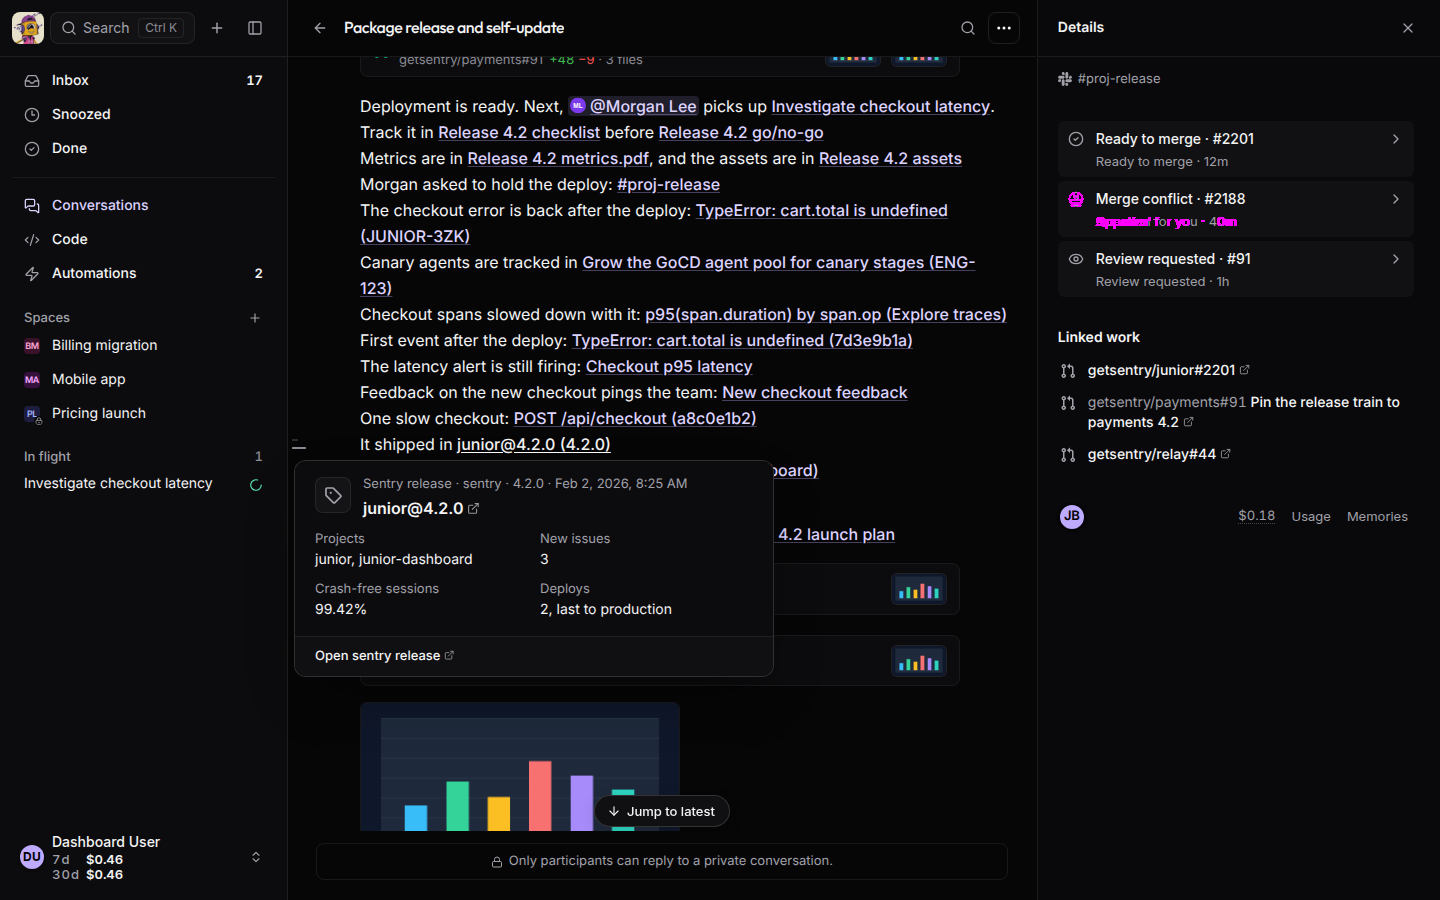 Search Ctrl K
Inbox 17
Snoozed
Done
Conversations
Code
Automations 2
Spaces
BM Billing migration
MA Mobile app
PL Pricing launch
In flight 1
Investigate checkout latency
DU Dashboard User
7d $0.46
30d $0.46
Package release and self-update
getsentry/payments#91 +48 −9 · 3 files
Deployment is ready. Next, ML @Morgan Lee picks up Investigate checkout latency.
Track it in Release 4.2 checklist before Release 4.2 go/no-go
Metrics are in Release 4.2 metrics.pdf, and the assets are in Release 4.2 assets
Morgan asked to hold the deploy: #proj-release
The checkout error is back after the deploy: TypeError: cart.total is undefined
(JUNIOR-3ZK)
Canary agents are tracked in Grow the GoCD agent pool for canary stages (ENG-
123)
Checkout spans slowed down with it: p95(span.duration) by span.op (Explore traces)
First event after the deploy: TypeError: cart.total is undefined (7d3e9b1a)
The latency alert is still firing: Checkout p95 latency
Feedback on the new checkout pings the team: New checkout feedback
One slow checkout: POST /api/checkout (a8c0e1b2)
It shipped in junior@4.2.0 (4.2.0)
board)
4.2 launch plan
Sentry release · sentry · 4.2.0 · Feb 2, 2026, 8:25 AM
junior@4.2.0
Projects
junior, junior-dashboard
New issues
3
Crash-free sessions
99.42%
Deploys
2, last to production
Open sentry release
Jump to latest
Only participants can reply to a private conversation.
Details
#proj-release
Ready to merge · #2201
Ready to merge · 12m
Merge conflict · #2188
for you
Review requested · #91
Review requested · 1h
Linked work
getsentry/junior#2201
getsentry/payments#91 Pin the release train to
payments 4.2
getsentry/relay#44
JB $0.18 Usage Memories